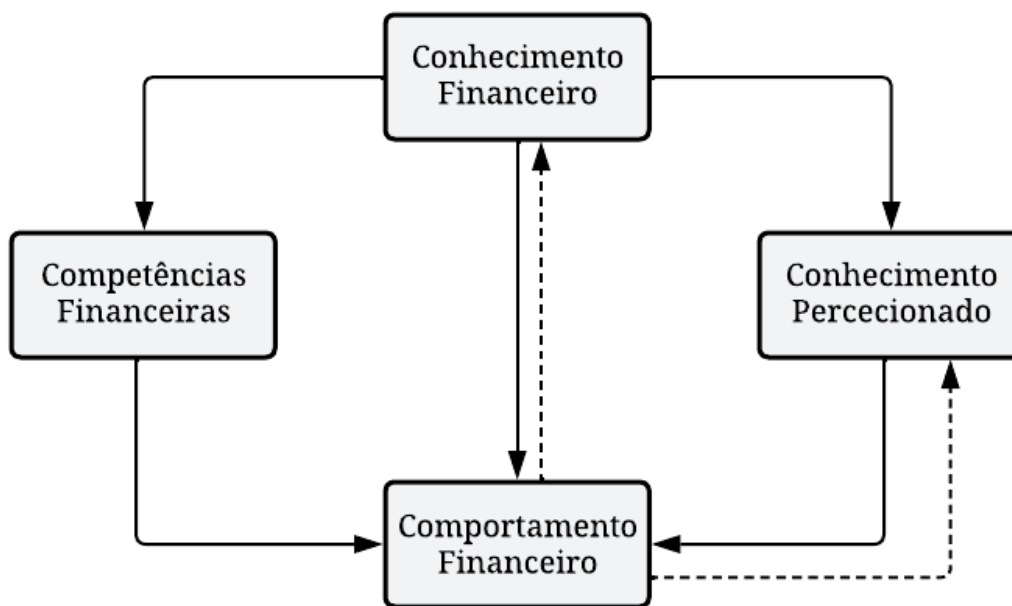 Conhecimento
Financeiro
Competências
Financeiras
Conhecimento
Percecionado
Comportamento
Financeiro